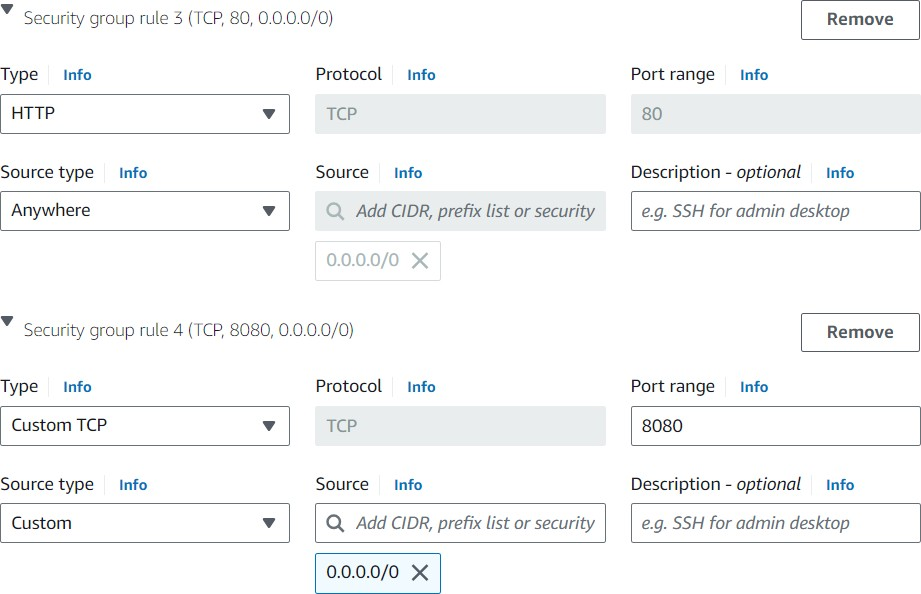 Security group rule 3 (TCP, 80, 0.0.0.0/0) Remove
Type Info Protocol Info Port range Info
HTTP TCP 80
Source type Info Source Info Description - optional Info
Anywhere Add CIDR, prefix list or security e.g. SSH for admin desktop
0.0.0.0/0
Security group rule 4 (TCP, 8080, 0.0.0.0/0) Remove
Type Info Protocol Info Port range Info
Custom TCP TCP 8080
Source type Info Source Info Description - optional Info
Custom Add CIDR, prefix list or security e.g. SSH for admin desktop
0.0.0.0/0